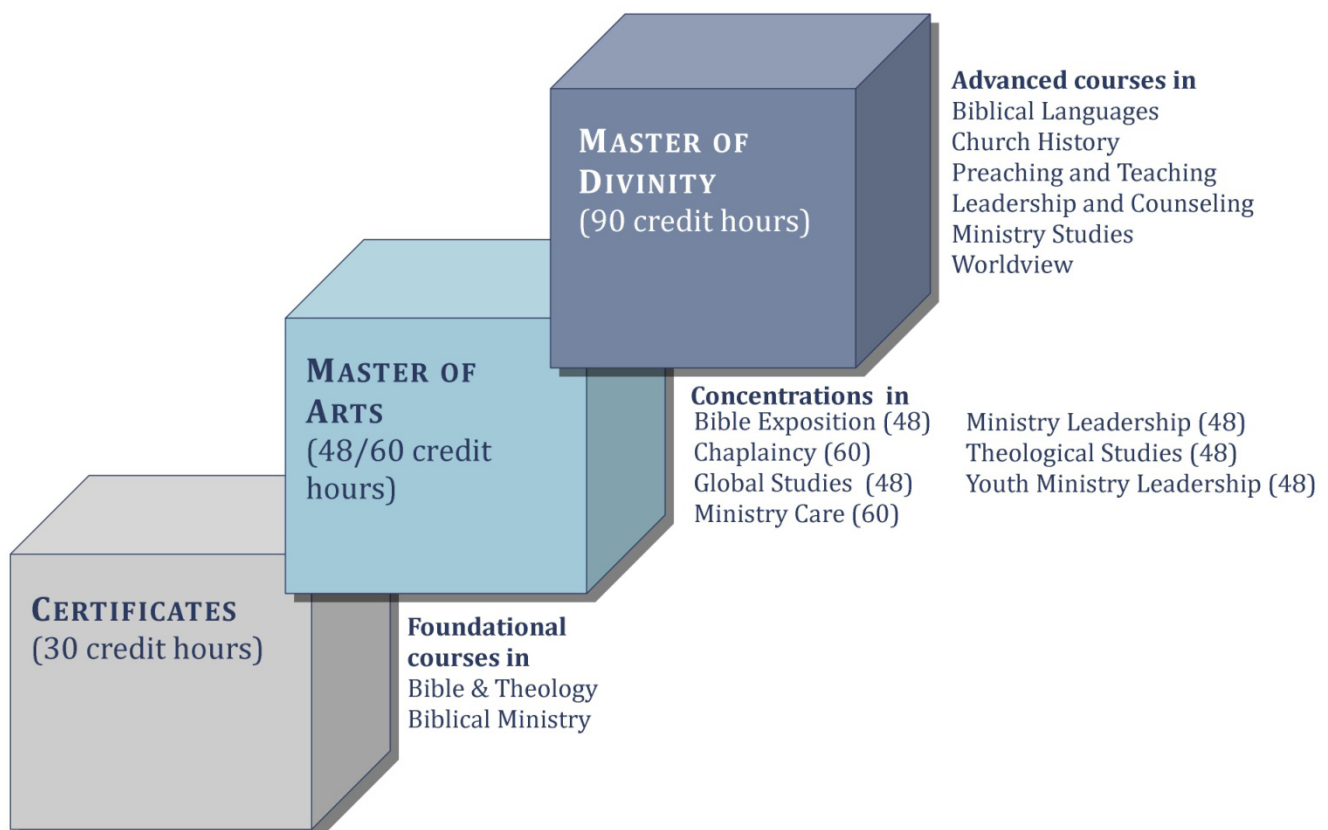 MASTER OF
DIVINITY
(90 credit hours)
Advanced courses in
Biblical Languages
Church History
Preaching and Teaching
Leadership and Counseling
Ministry Studies
Worldview
MASTER OF
ARTS
(48/60 credit
hours)
Concentrations in
Bible Exposition (48)
Chaplaincy (60)
Global Studies (48)
Ministry Care (60)
Ministry Leadership (48)
Theological Studies (48)
Youth Ministry Leadership (48)
CERTIFICATES
(30 credit hours)
Foundational
courses in
Bible & Theology
Biblical Ministry